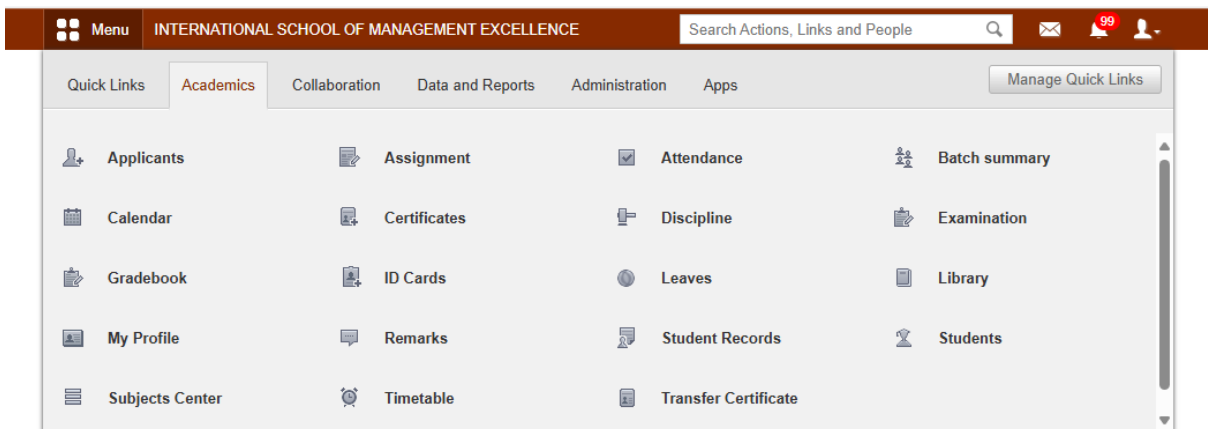 Menu INTERNATIONAL SCHOOL OF MANAGEMENT EXCELLENCE Search Actions, Links and People 99
Quick Links Academics Collaboration Data and Reports Administration Apps Manage Quick Links
Applicants Assignment Attendance Batch summary
Calendar Certificates Discipline Examination
Gradebook ID Cards Leaves Library
My Profile Remarks Student Records Students
Subjects Center Timetable Transfer Certificate